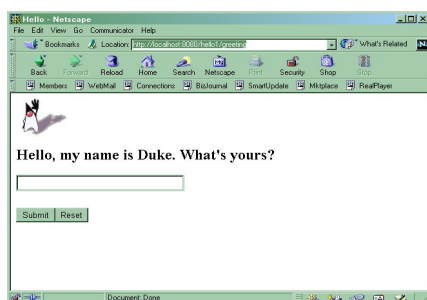 Hello - Netscape
File Edit View Go Communicator Help
Bookmarks Location: http://localhost:8080/hello1/greeting What's Related
Back Forward Reload Home Search Netscape Print Security Shop Stop
Members WebMail Connections BizJournal SmartUpdate Mktplace RealPlayer
Hello, my name is Duke. What's yours?
Submit Reset
Document: Done